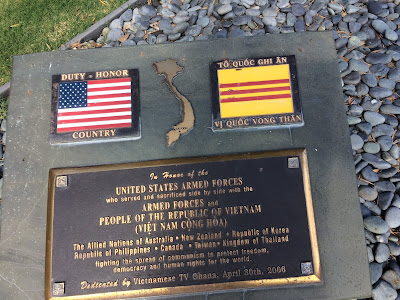 DUTY - HONOR
COUNTRY
TỔ QUỐC GHI ÂN
VỊ QUỐC VONG THÂN
In Honor of the
UNITED STATES ARMED FORCES
who served and sacrificed side by side with the
ARMED FORCES and
PEOPLE OF THE REPUBLIC OF VIETNAM
(VIỆT NAM CỘNG HÒA)
The Allied Nations of Australia • New Zealand • Republic of Korea
Republic of Philippines • Canada • Taiwan • Kingdom of Thailand
fighting the spread of communism to protect freedom,
democracy and human rights for the world.
Dedicated by Vietnamese TV Ohana, April 30th, 2006